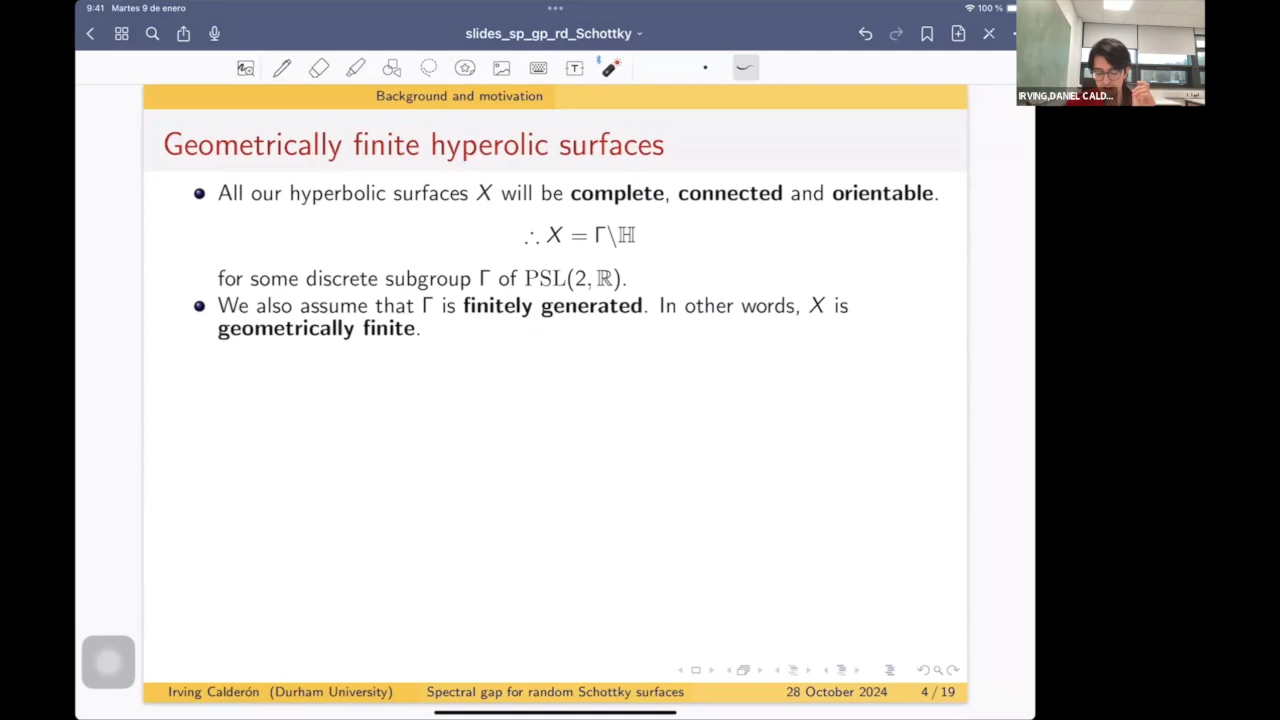 9:41 Martes 9 de enero
100 %
slides_sp_gp_rd_Schottky
Background and motivation
Geometrically finite hyperolic surfaces
All our hyperbolic surfaces X will be complete, connected and orientable.
∴ X = Γ\ℍ
for some discrete subgroup Γ of PSL(2, ℝ).
We also assume that Γ is finitely generated. In other words, X is
geometrically finite.
Irving Calderón (Durham University) Spectral gap for random Schottky surfaces 28 October 2024 4 / 19
IRVING,DANIEL CALD...